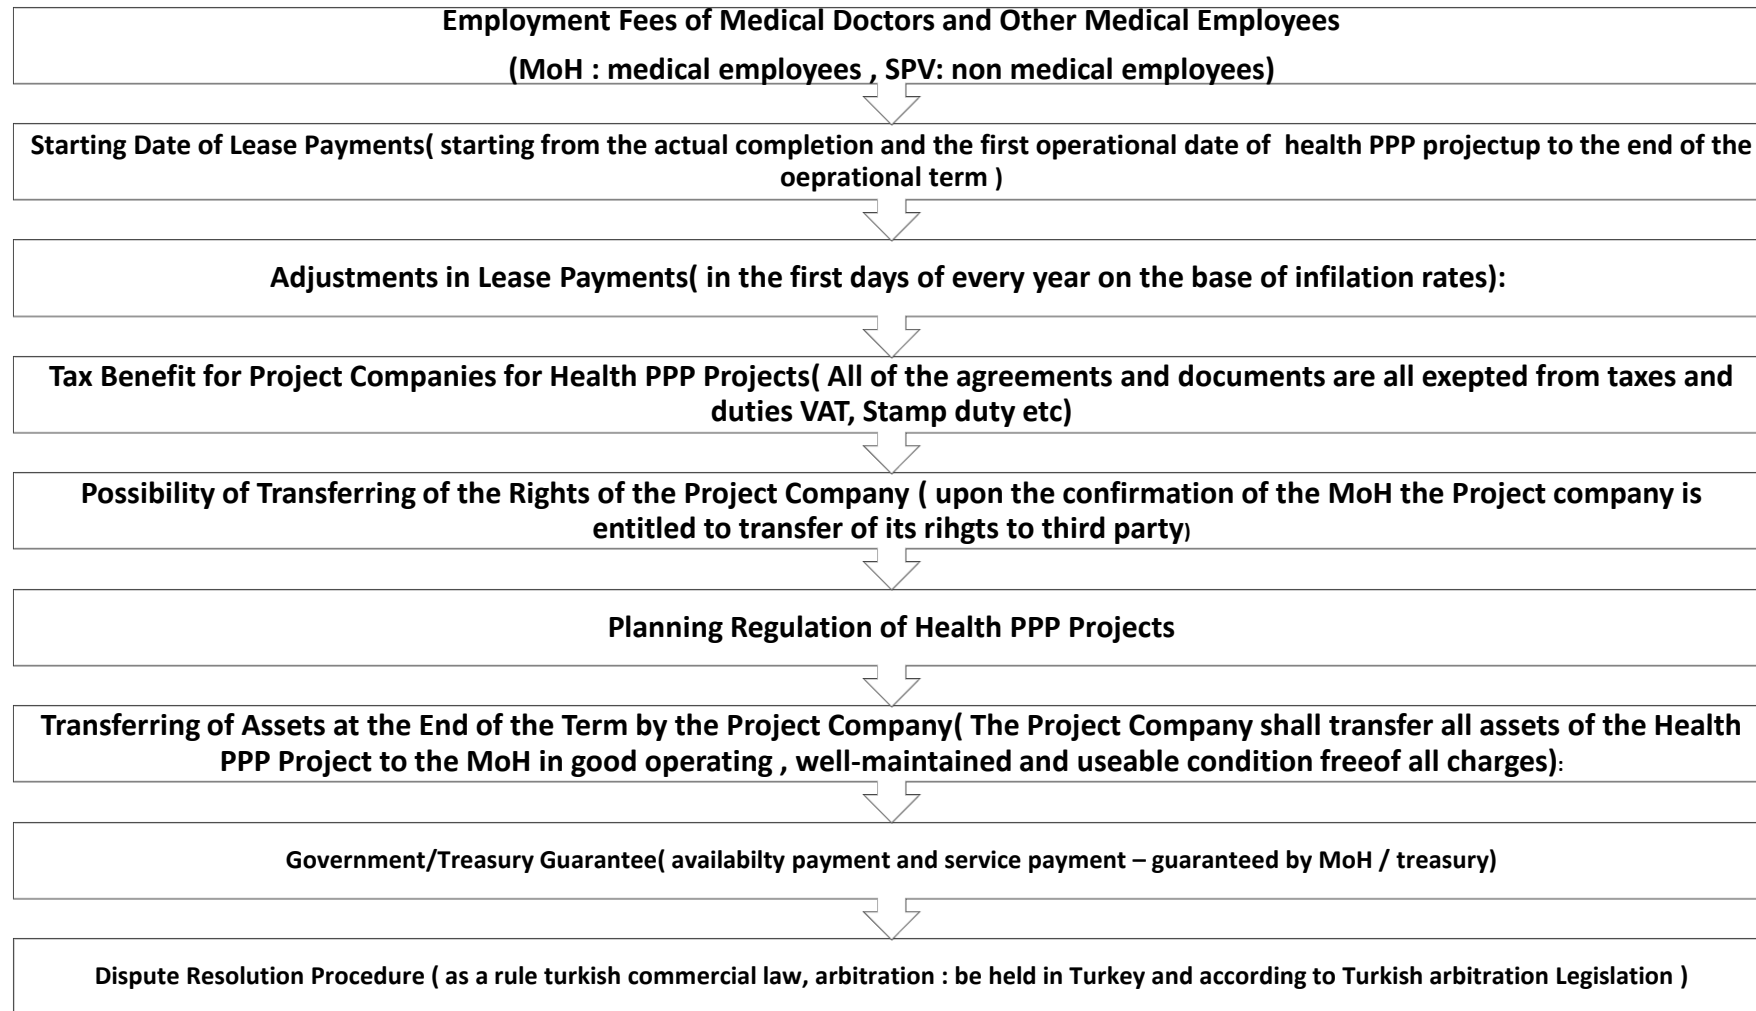 Employment Fees of Medical Doctors and Other Medical Employees
(MoH : medical employees , SPV: non medical employees)
Starting Date of Lease Payments( starting from the actual completion and the first operational date of health PPP projectup to the end of the
oeprational term )
Adjustments in Lease Payments( in the first days of every year on the base of infilation rates):
Tax Benefit for Project Companies for Health PPP Projects( All of the agreements and documents are all exepted from taxes and
duties VAT, Stamp duty etc)
Possibility of Transferring of the Rights of the Project Company ( upon the confirmation of the MoH the Project company is
entitled to transfer of its rihgts to third party)
Planning Regulation of Health PPP Projects
Transferring of Assets at the End of the Term by the Project Company( The Project Company shall transfer all assets of the Health
PPP Project to the MoH in good operating , well-maintained and useable condition freeof all charges):
Government/Treasury Guarantee( availabilty payment and service payment – guaranteed by MoH / treasury)
Dispute Resolution Procedure ( as a rule turkish commercial law, arbitration : be held in Turkey and according to Turkish arbitration Legislation )